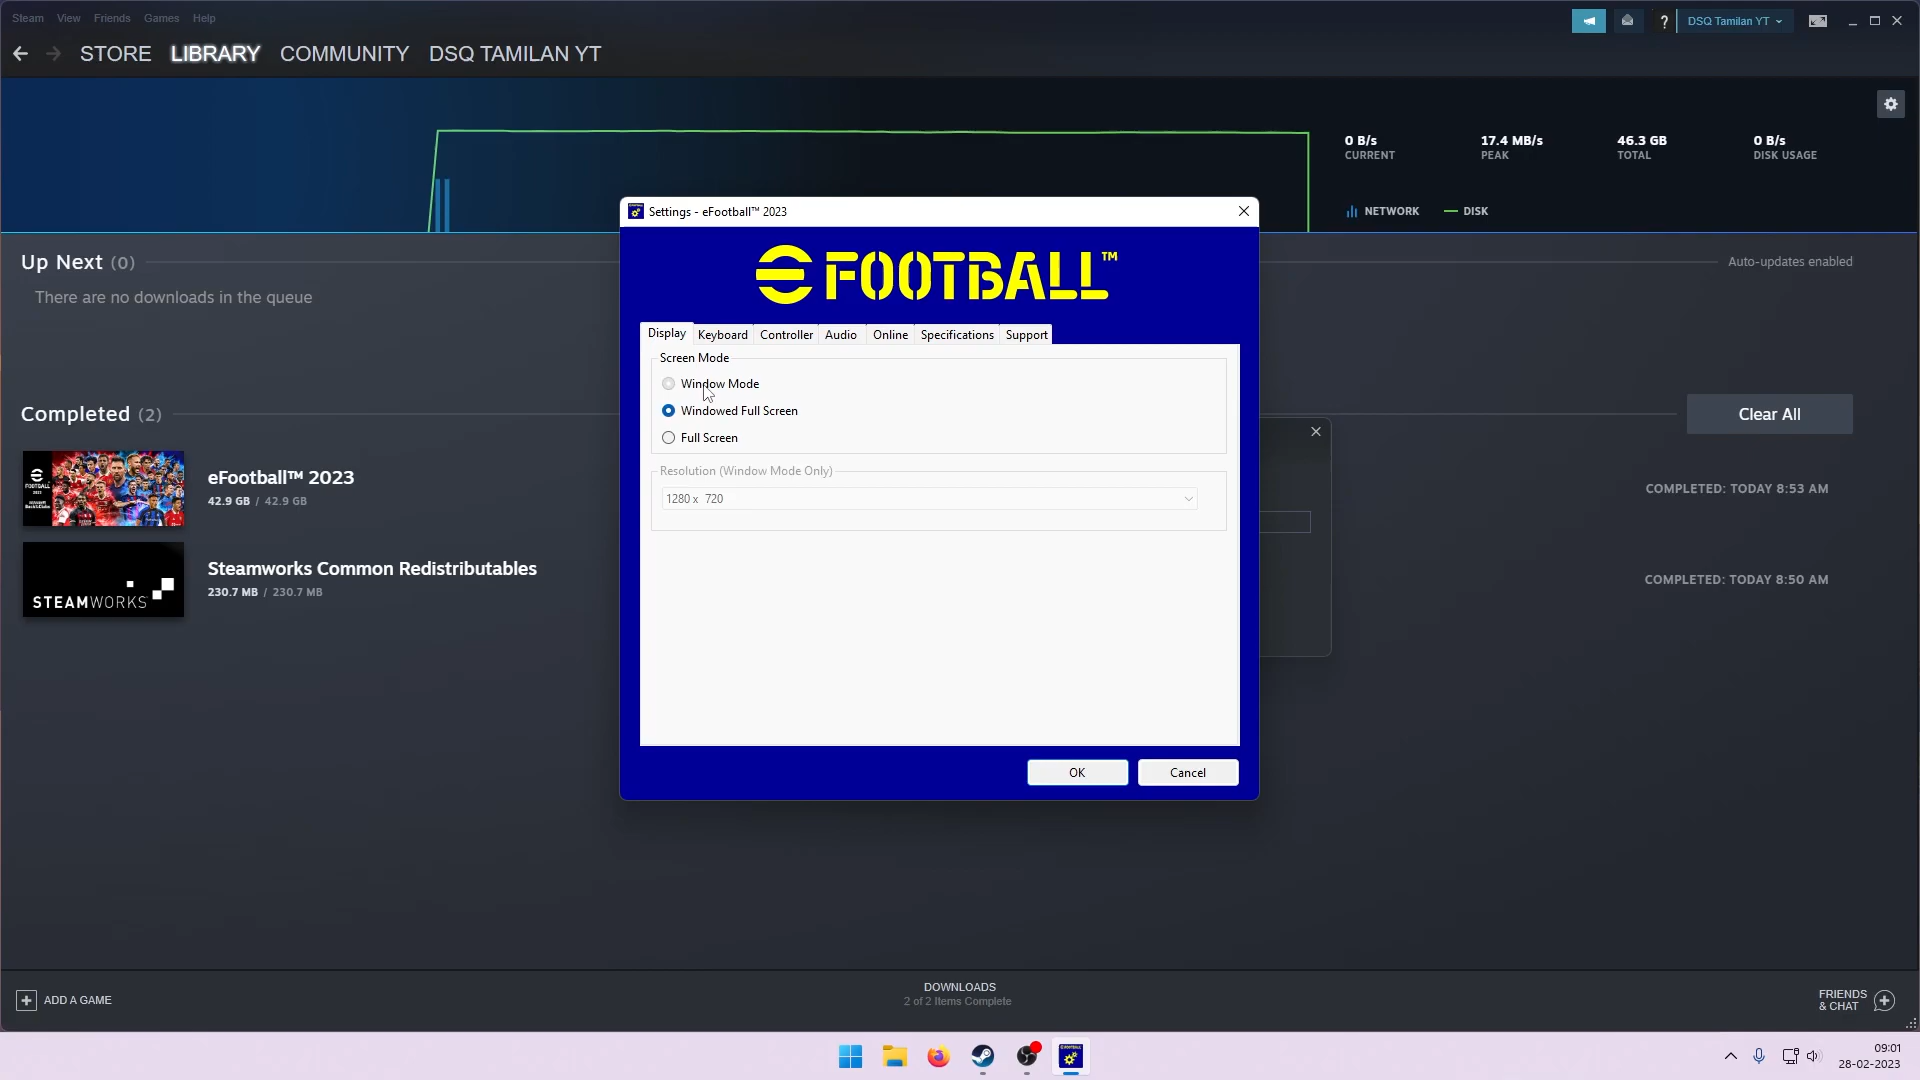 Steam View Friends Games Help
? DSQ Tamilan YT
STORE LIBRARY COMMUNITY DSQ TAMILAN YT
0 B/s 17.4 MB/s 46.3 GB 0 B/s
CURRENT PEAK TOTAL DISK USAGE
NETWORK DISK
Settings - eFootball™ 2023
FOOTBALL™
Up Next (0)
Auto-updates enabled
There are no downloads in the queue
Display Keyboard Controller Audio Online Specifications Support
Screen Mode
Window Mode
Windowed Full Screen
Full Screen
Resolution (Window Mode Only)
1280 x 720
OK Cancel
Completed (2)
Clear All
eFootball™ 2023
42.9 GB / 42.9 GB
COMPLETED: TODAY 8:53 AM
STEAMWORKS
Steamworks Common Redistributables
230.7 MB / 230.7 MB
COMPLETED: TODAY 8:50 AM
ADD A GAME
DOWNLOADS
2 of 2 Items Complete
FRIENDS
& CHAT
09:01
28-02-2023